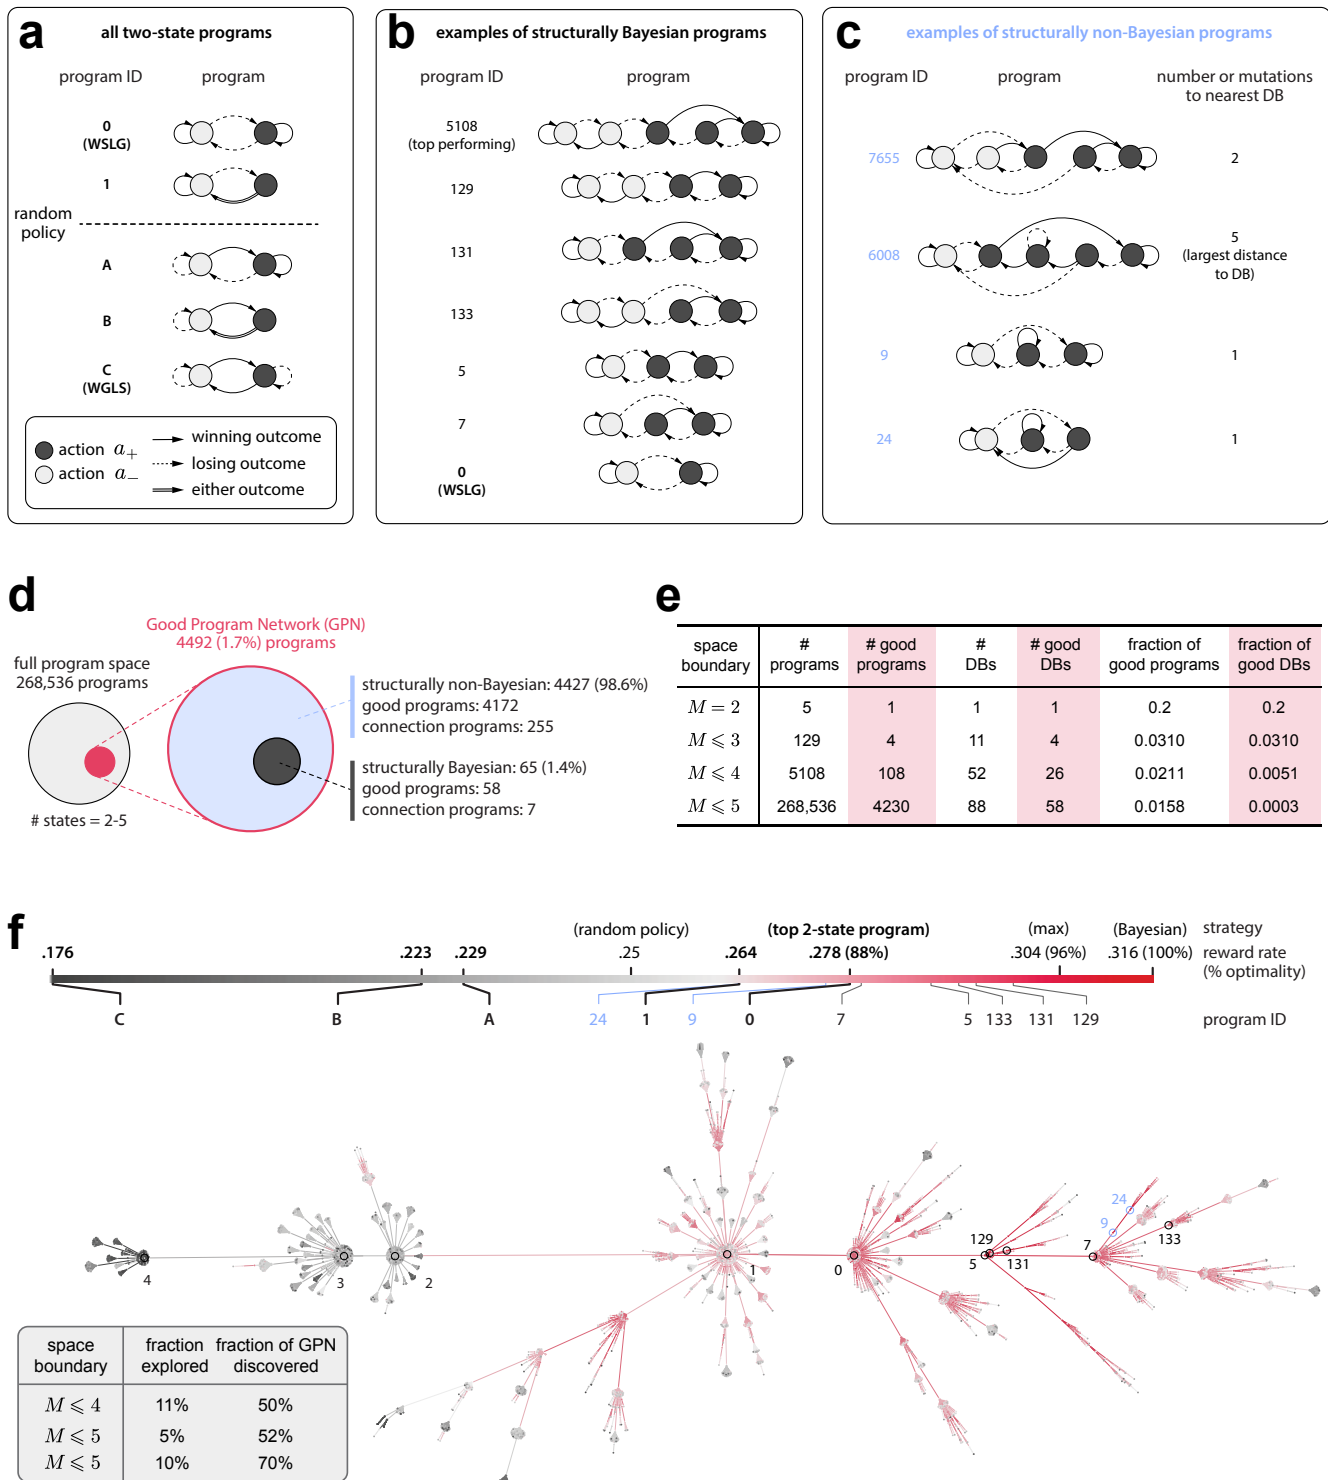 a
all two-state programs
program ID
program
0
(WSLG)
1
random
policy
A
B
C
(WGLS)
action a₊
action a₋
winning outcome
losing outcome
either outcome
b
examples of structurally Bayesian programs
program ID
program
5108
(top performing)
129
131
133
5
7
0
(WSLG)
c
examples of structurally non-Bayesian programs
program ID
program
number or mutations
to nearest DB
7655
2
6008
5
(largest distance
to DB)
9
1
24
1
d
full program space
268,536 programs
# states = 2-5
Good Program Network (GPN)
4492 (1.7%) programs
structurally non-Bayesian: 4427 (98.6%)
good programs: 4172
connection programs: 255
structurally Bayesian: 65 (1.4%)
good programs: 58
connection programs: 7
e
space boundary | # programs | # good programs | # DBs | # good DBs | fraction of good programs | fraction of good DBs
M = 2 | 5 | 1 | 1 | 1 | 0.2 | 0.2
M ⩽ 3 | 129 | 4 | 11 | 4 | 0.0310 | 0.0310
M ⩽ 4 | 5108 | 108 | 52 | 26 | 0.0211 | 0.0051
M ⩽ 5 | 268,536 | 4230 | 88 | 58 | 0.0158 | 0.0003
f
(random policy) (top 2-state program) (max) (Bayesian) strategy
.176 .223 .229 .25 .264 .278 (88%) .304 (96%) .316 (100%) reward rate
(% optimality)
C B A 24 1 9 0 7 5 133 131 129 program ID
24
9
133
129
7
5
131
4
3
2
1
0
space boundary | fraction explored | fraction of GPN discovered
M ⩽ 4 | 11% | 50%
M ⩽ 5 | 5% | 52%
M ⩽ 5 | 10% | 70%